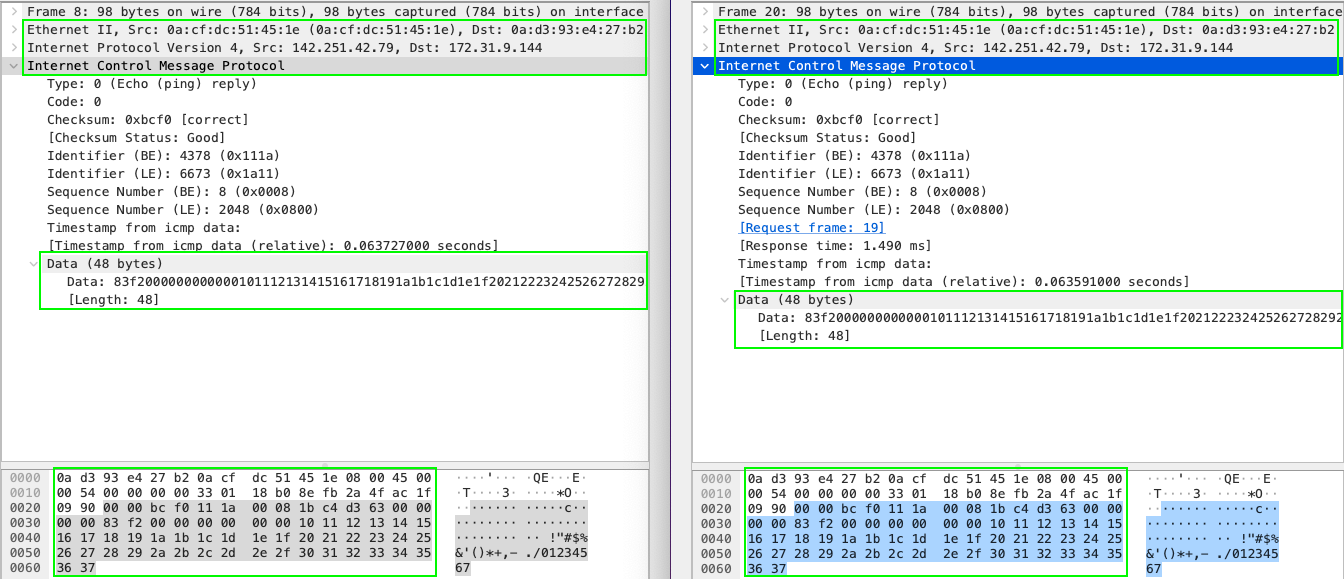 Frame 8: 98 bytes on wire (784 bits), 98 bytes captured (784 bits) on interface
Ethernet II, Src: 0a:cf:dc:51:45:1e (0a:cf:dc:51:45:1e), Dst: 0a:d3:93:e4:27:b2
Internet Protocol Version 4, Src: 142.251.42.79, Dst: 172.31.9.144
Internet Control Message Protocol
Type: 0 (Echo (ping) reply)
Code: 0
Checksum: 0xbcf0 [correct]
[Checksum Status: Good]
Identifier (BE): 4378 (0x111a)
Identifier (LE): 6673 (0x1a11)
Sequence Number (BE): 8 (0x0008)
Sequence Number (LE): 2048 (0x0800)
Timestamp from icmp data:
[Timestamp from icmp data (relative): 0.063727000 seconds]
Data (48 bytes)
Data: 83f2000000000000101112131415161718191a1b1c1d1e1f20212223242526272829
[Length: 48]
0000 0a d3 93 e4 27 b2 0a cf dc 51 45 1e 08 00 45 00 ····'··· ·QE···E·
0010 00 54 00 00 00 00 33 01 18 b0 8e fb 2a 4f ac 1f ·T····3· ····*O··
0020 09 90 00 00 bc f0 11 1a 00 08 1b c4 d3 63 00 00 ········ ·····c··
0030 00 00 83 f2 00 00 00 00 00 00 10 11 12 13 14 15 ········ ········
0040 16 17 18 19 1a 1b 1c 1d 1e 1f 20 21 22 23 24 25 ········ ·· !"#$%
0050 26 27 28 29 2a 2b 2c 2d 2e 2f 30 31 32 33 34 35 &'()*+,- ./012345
0060 36 37 67
Frame 20: 98 bytes on wire (784 bits), 98 bytes captured (784 bits) on interface
Ethernet II, Src: 0a:cf:dc:51:45:1e (0a:cf:dc:51:45:1e), Dst: 0a:d3:93:e4:27:b2
Internet Protocol Version 4, Src: 142.251.42.79, Dst: 172.31.9.144
Internet Control Message Protocol
Type: 0 (Echo (ping) reply)
Code: 0
Checksum: 0xbcf0 [correct]
[Checksum Status: Good]
Identifier (BE): 4378 (0x111a)
Identifier (LE): 6673 (0x1a11)
Sequence Number (BE): 8 (0x0008)
Sequence Number (LE): 2048 (0x0800)
[Request frame: 19]
[Response time: 1.490 ms]
Timestamp from icmp data:
[Timestamp from icmp data (relative): 0.063591000 seconds]
Data (48 bytes)
Data: 83f2000000000000101112131415161718191a1b1c1d1e1f202122232425262728292
[Length: 48]
0000 0a d3 93 e4 27 b2 0a cf dc 51 45 1e 08 00 45 00 ····'··· ·QE···E·
0010 00 54 00 00 00 00 33 01 18 b0 8e fb 2a 4f ac 1f ·T····3· ····*O··
0020 09 90 00 00 bc f0 11 1a 00 08 1b c4 d3 63 00 00 ········ ·····c··
0030 00 00 83 f2 00 00 00 00 00 00 10 11 12 13 14 15 ········ ········
0040 16 17 18 19 1a 1b 1c 1d 1e 1f 20 21 22 23 24 25 ········ ·· !"#$%
0050 26 27 28 29 2a 2b 2c 2d 2e 2f 30 31 32 33 34 35 &'()*+,- ./012345
0060 36 37 67